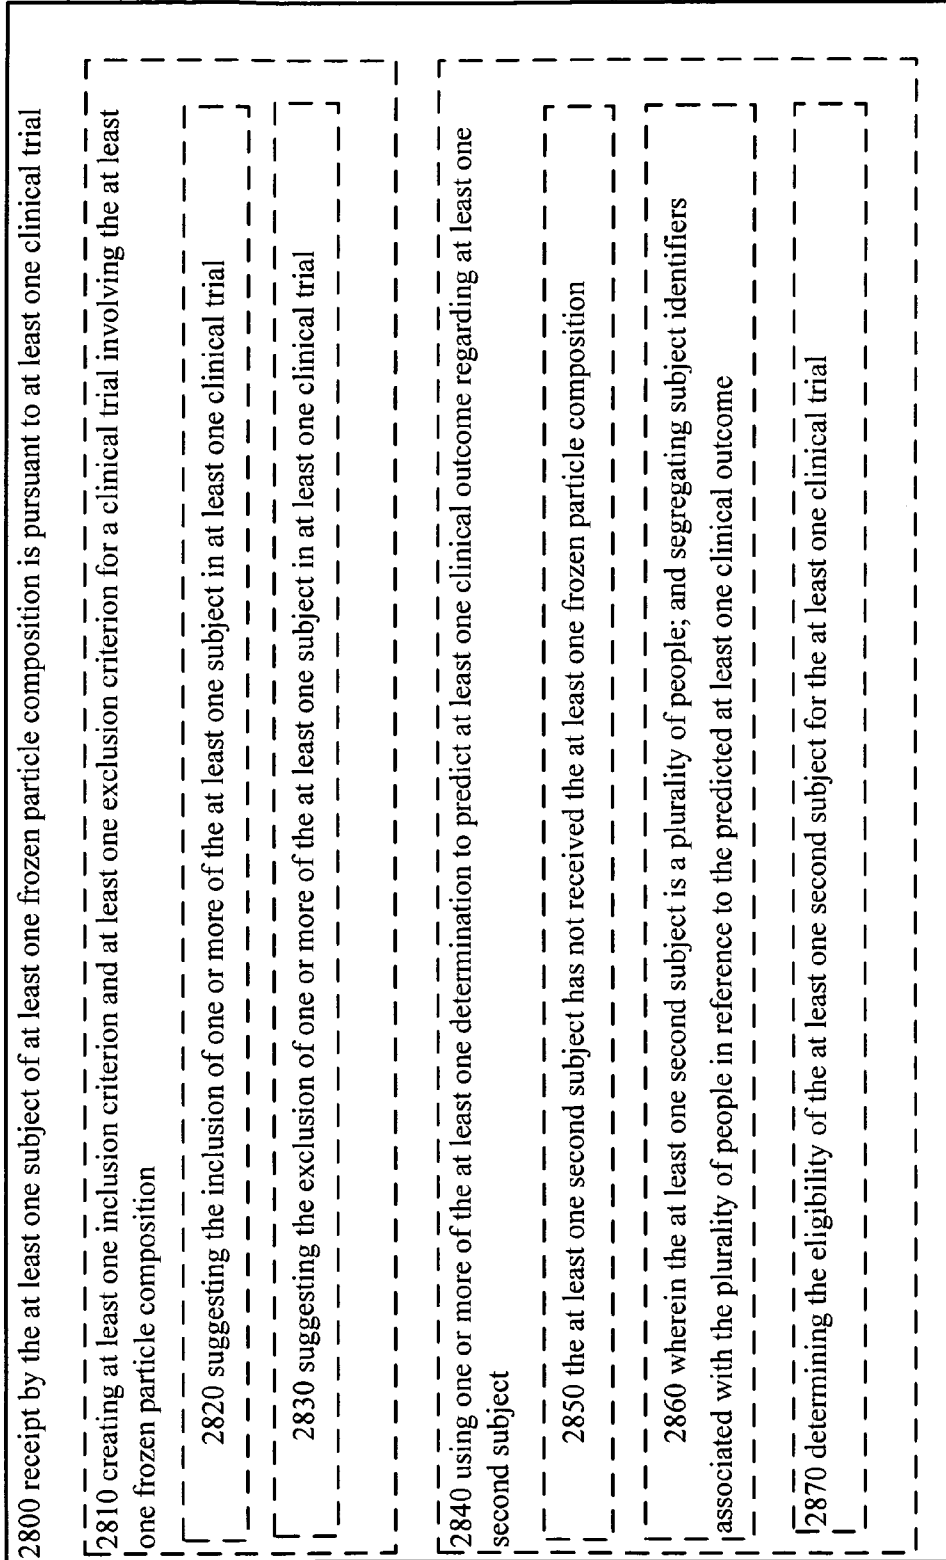 2800 receipt by the at least one subject of at least one frozen particle composition is pursuant to at least one clinical trial
2810 creating at least one inclusion criterion and at least one exclusion criterion for a clinical trial involving the at least
one frozen particle composition
2820 suggesting the inclusion of one or more of the at least one subject in at least one clinical trial
2830 suggesting the exclusion of one or more of the at least one subject in at least one clinical trial
2840 using one or more of the at least one determination to predict at least one clinical outcome regarding at least one
second subject
2850 the at least one second subject has not received the at least one frozen particle composition
2860 wherein the at least one second subject is a plurality of people; and segregating subject identifiers
associated with the plurality of people in reference to the predicted at least one clinical outcome
2870 determining the eligibility of the at least one second subject for the at least one clinical trial